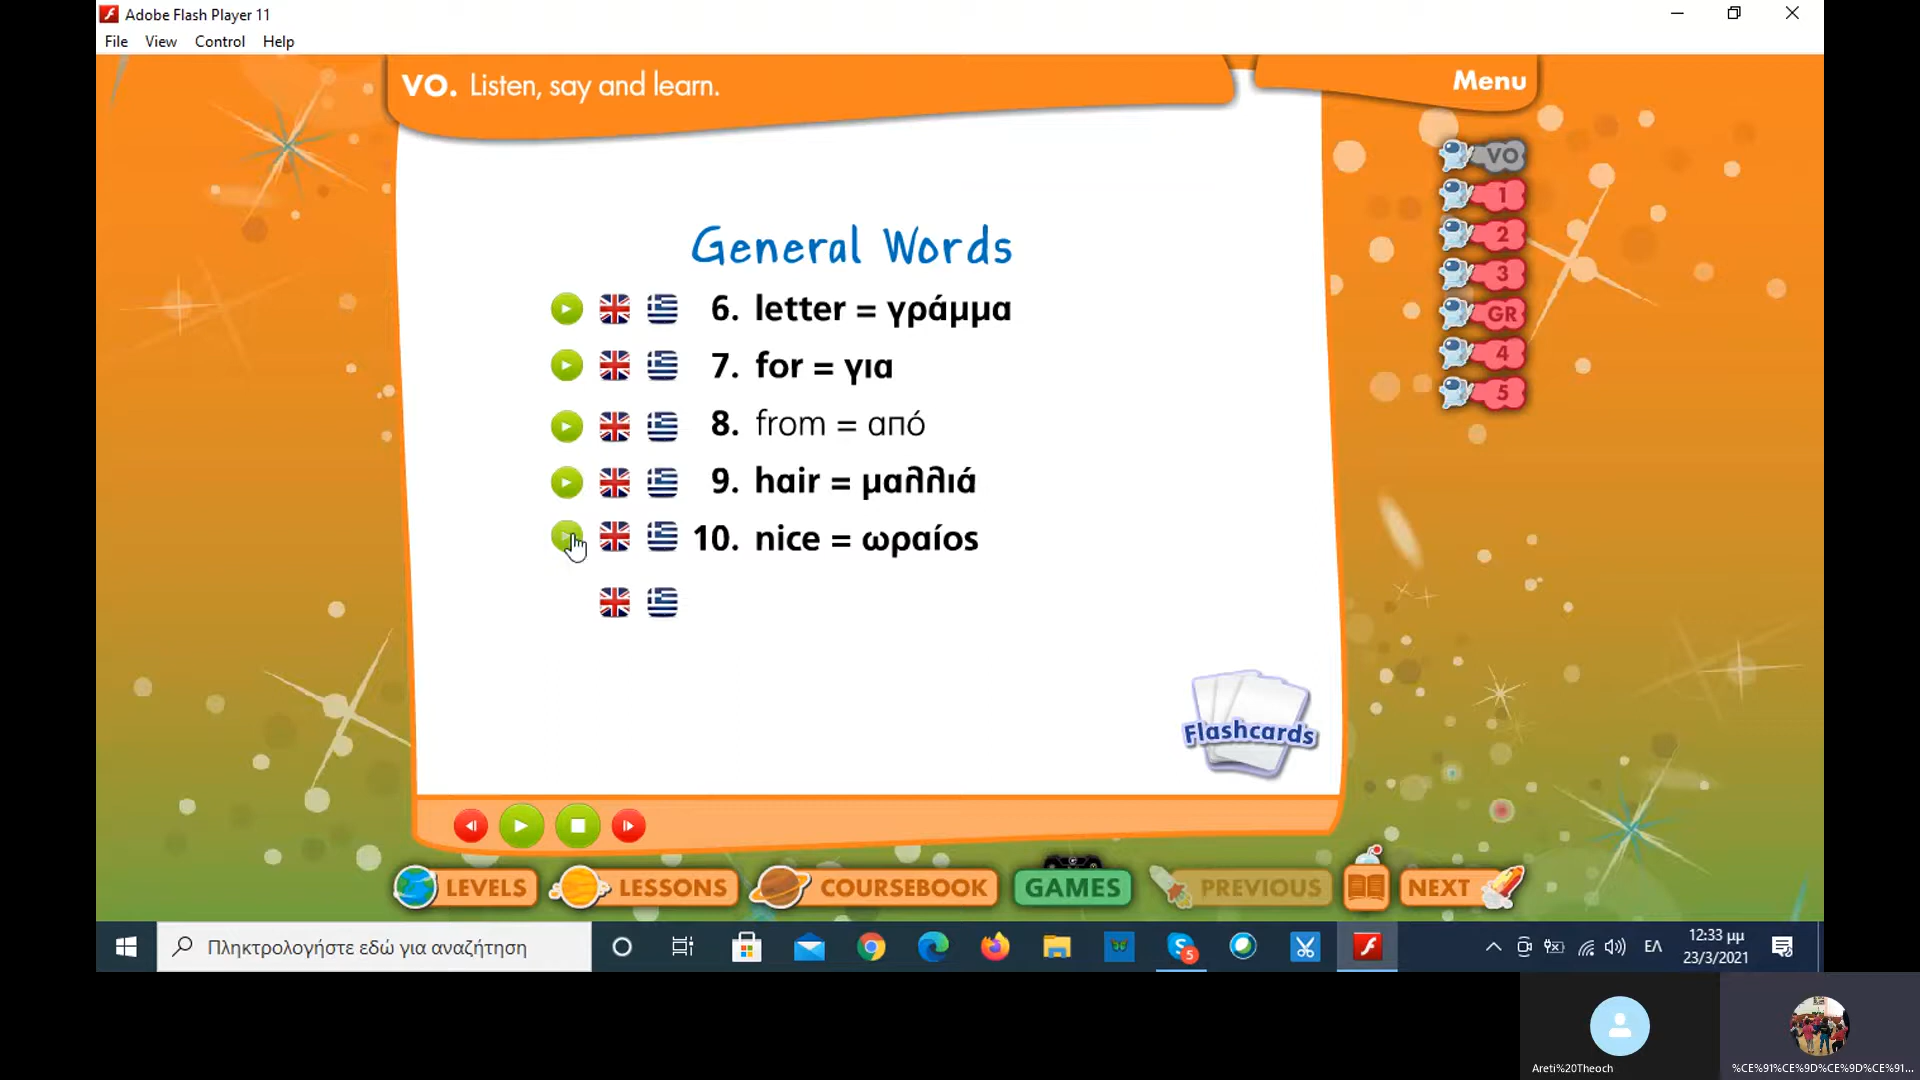 Adobe Flash Player 11
File View Control Help
VO. Listen, say and learn.
Menu
VO
1
2
3
GR
4
5
General Words
6. letter = γράμμα
7. for = για
8. from = από
9. hair = μαλλιά
10. nice = ωραίος
Flashcards
LEVELS LESSONS COURSEBOOK GAMES PREVIOUS NEXT
Πληκτρολογήστε εδώ για αναζήτηση
5
ΕΛ
12:33 μμ
23/3/2021
Areti%20Theoch
%CE%91%CE%9D%CE%9D%CE%91...